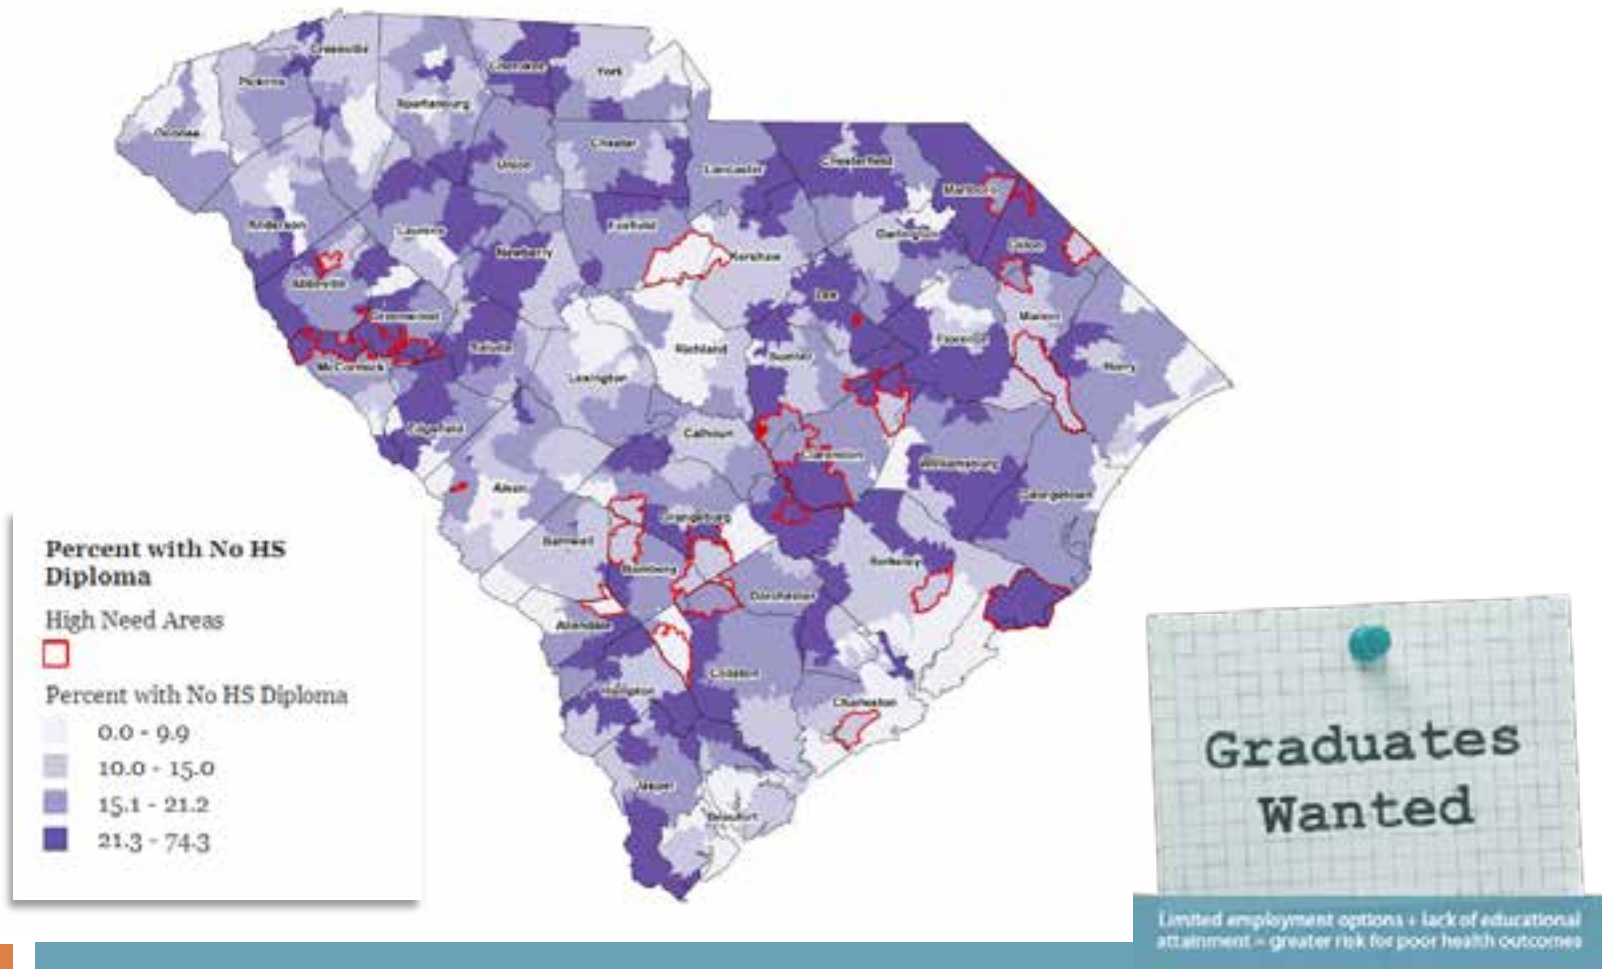 Greenville
Pickens
Cherokee
York
Spartanburg
Oconee
Chester
Union
Lancaster
Chesterfield
Marlboro
Anderson
Laurens
Fairfield
Darlington
Dillon
Newberry
Kershaw
Abbeville
Lee
Greenwood
Marion
Florence
Saluda
Richland
Sumter
McCormick
Lexington
Horry
Edgefield
Calhoun
Clarendon
Williamsburg
Aiken
Georgetown
Orangeburg
Barnwell
Bamberg
Berkeley
Dorchester
Allendale
Colleton
Hampton
Charleston
Jasper
Beaufort
Percent with No HS
Diploma
High Need Areas
Percent with No HS Diploma
0.0 - 9.9
10.0 - 15.0
15.1 - 21.2
21.3 - 74.3
Graduates
Wanted
Limited employment options + lack of educational
attainment = greater risk for poor health outcomes